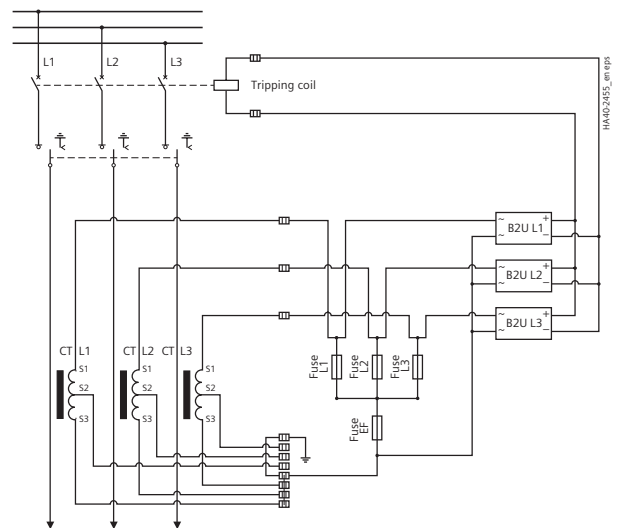 L1
L2
L3
Tripping coil
HA40-2455_en eps
+
~
B2U L1
~
–
+
~
B2U L2
~
–
+
~
B2U L3
~
–
CT L1
CT L2
CT L3
S1
S2
S3
S1
S2
S3
S1
S2
S3
Fuse
L1
Fuse
L2
Fuse
L3
Fuse
EF